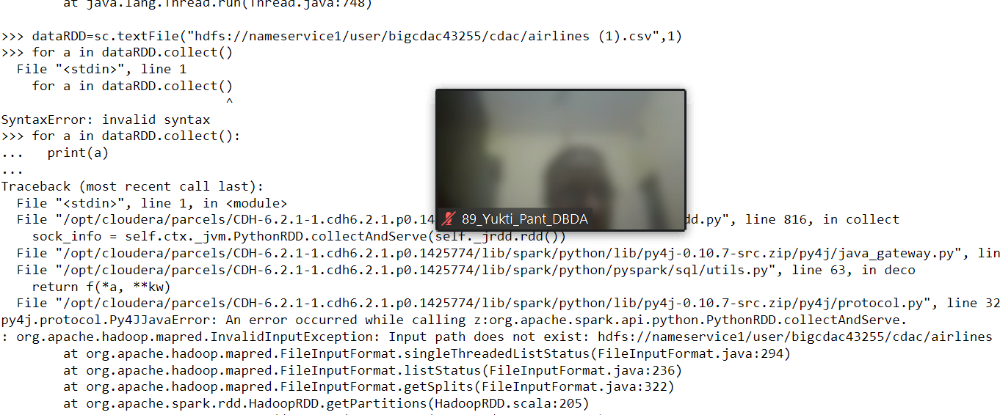 at java.lang.Thread.run(Thread.java:748)
>>> dataRDD=sc.textFile("hdfs://nameservice1/user/bigcdac43255/cdac/airlines (1).csv",1)
>>> for a in dataRDD.collect()
  File "<stdin>", line 1
    for a in dataRDD.collect()
                             ^
SyntaxError: invalid syntax
>>> for a in dataRDD.collect():
...   print(a)
...
Traceback (most recent call last):
  File "<stdin>", line 1, in <module>
  File "/opt/cloudera/parcels/CDH-6.2.1-1.cdh6.2.1.p0.14 dd.py", line 816, in collect
    sock_info = self.ctx._jvm.PythonRDD.collectAndServe(self._jrdd.rdd())
  File "/opt/cloudera/parcels/CDH-6.2.1-1.cdh6.2.1.p0.1425774/lib/spark/python/lib/py4j-0.10.7-src.zip/py4j/java_gateway.py", lin
  File "/opt/cloudera/parcels/CDH-6.2.1-1.cdh6.2.1.p0.1425774/lib/spark/python/pyspark/sql/utils.py", line 63, in deco
    return f(*a, **kw)
  File "/opt/cloudera/parcels/CDH-6.2.1-1.cdh6.2.1.p0.1425774/lib/spark/python/lib/py4j-0.10.7-src.zip/py4j/protocol.py", line 32
py4j.protocol.Py4JJavaError: An error occurred while calling z:org.apache.spark.api.python.PythonRDD.collectAndServe.
: org.apache.hadoop.mapred.InvalidInputException: Input path does not exist: hdfs://nameservice1/user/bigcdac43255/cdac/airlines
        at org.apache.hadoop.mapred.FileInputFormat.singleThreadedListStatus(FileInputFormat.java:294)
        at org.apache.hadoop.mapred.FileInputFormat.listStatus(FileInputFormat.java:236)
        at org.apache.hadoop.mapred.FileInputFormat.getSplits(FileInputFormat.java:322)
        at org.apache.spark.rdd.HadoopRDD.getPartitions(HadoopRDD.scala:205)
89_Yukti_Pant_DBDA